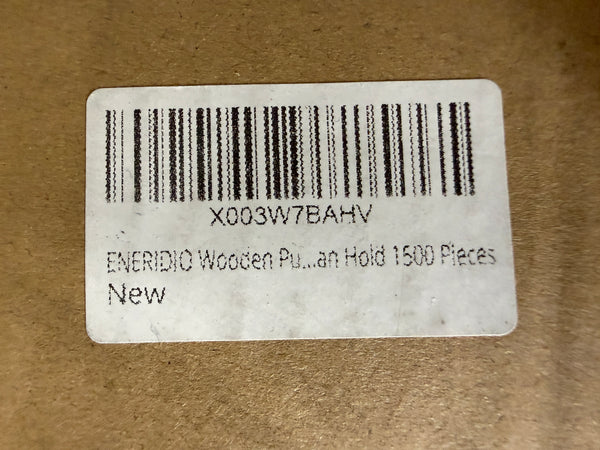 X003W7BAHV
ENERIDIO Wooden Pu...an Hold 1500 Pieces
New